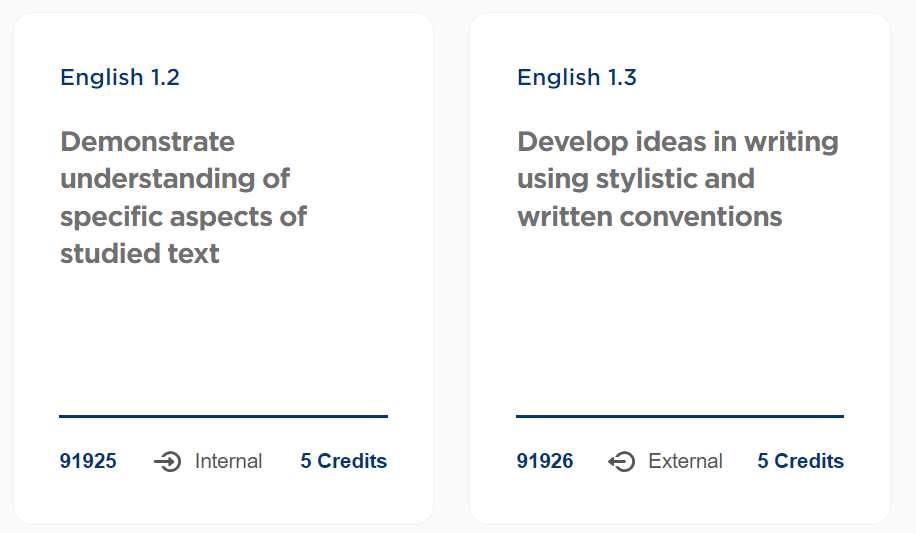 English 1.2
Demonstrate
understanding of
specific aspects of
studied text
91925 Internal 5 Credits
English 1.3
Develop ideas in writing
using stylistic and
written conventions
91926 External 5 Credits